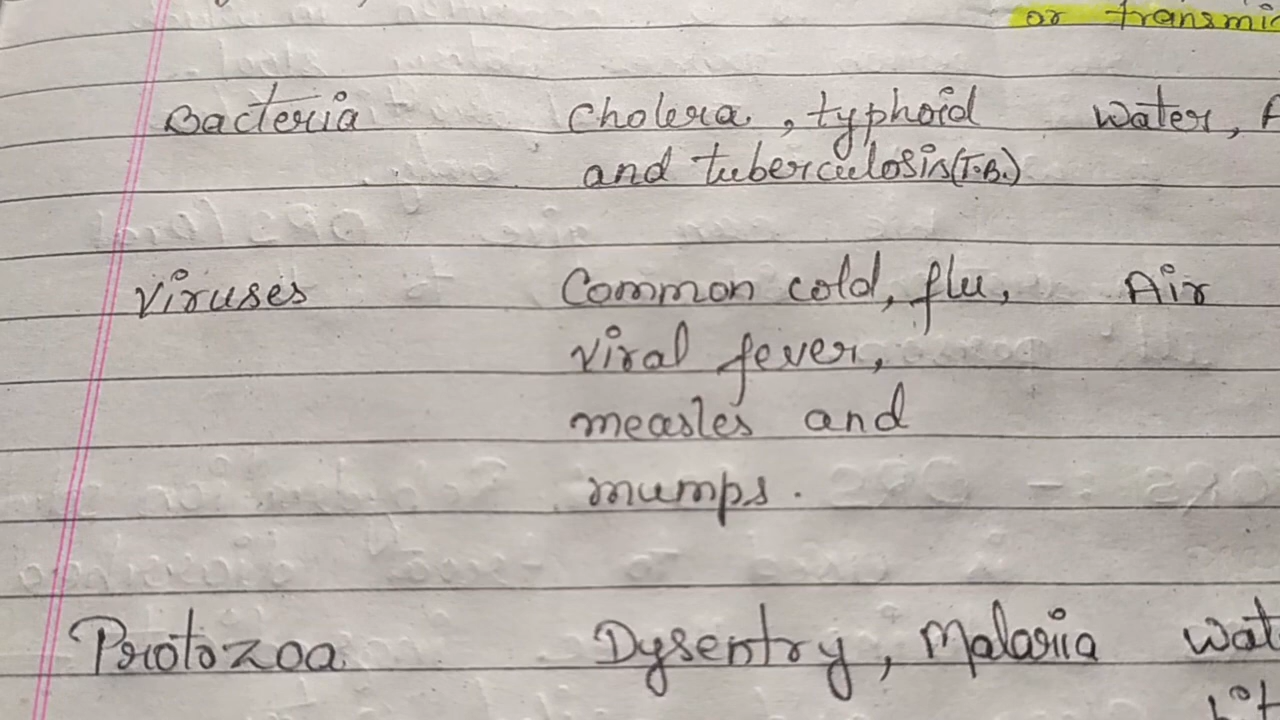 or transmi
Bacteria Cholera, typhoid Water,
and tuberculosis(T.B.)
Viruses Common cold, flu, Air
viral fever,
measles and
mumps.
Protozoa Dysentry, Malaria wat